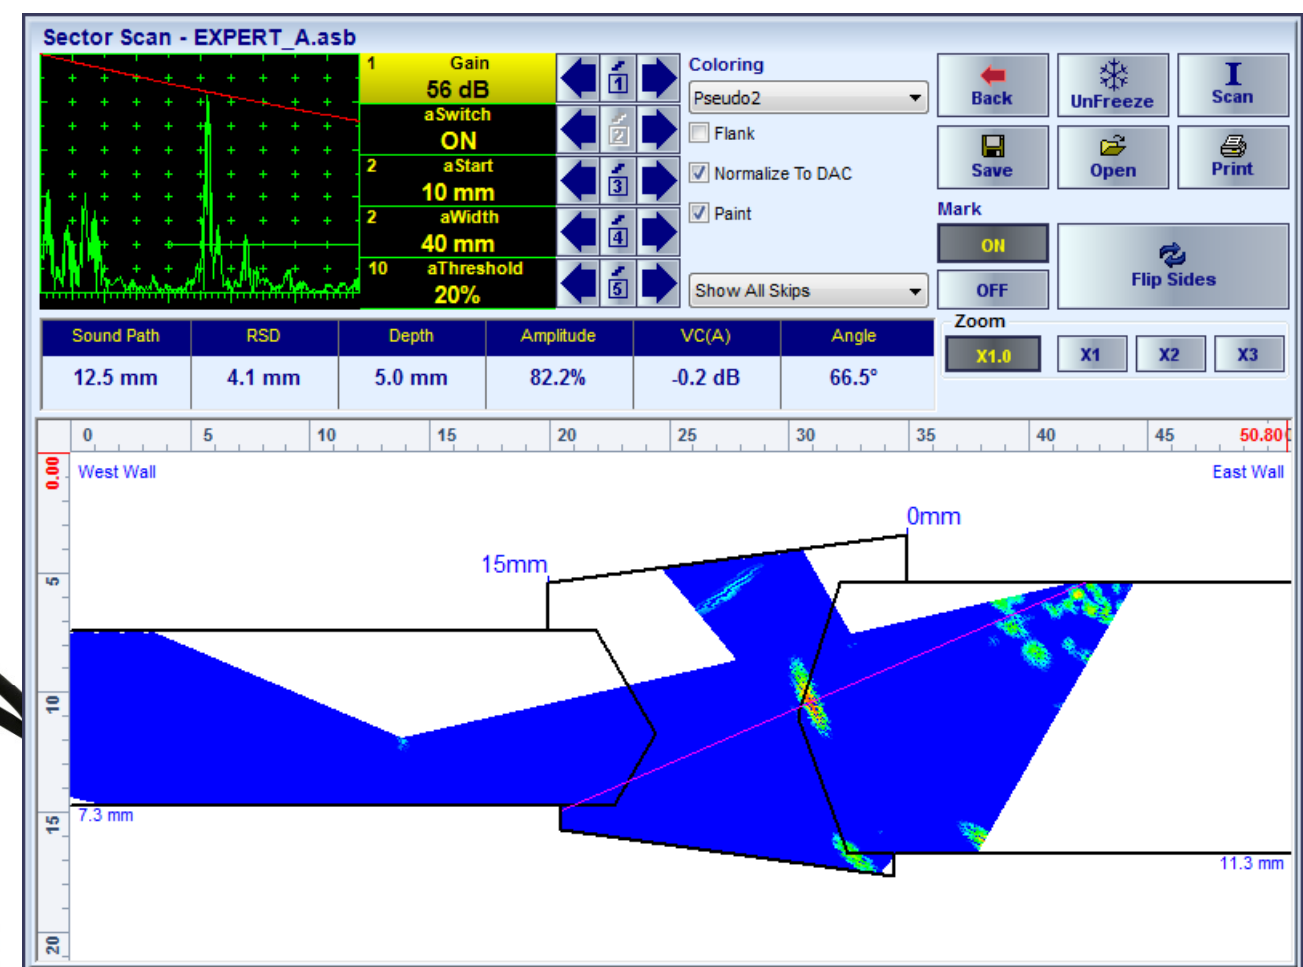 Sector Scan - EXPERT_A.asb
1 Gain
56 dB
aSwitch
ON
2 aStart
10 mm
2 aWidth
40 mm
10 aThreshold
20%
1
2
3
4
5
Coloring
Pseudo2
Flank
Normalize To DAC
Paint
Show All Skips
Back
UnFreeze
Scan
Save
Open
Print
Mark
ON
OFF
Flip Sides
Zoom
X1.0 X1 X2 X3
Sound Path RSD Depth Amplitude VC(A) Angle
12.5 mm 4.1 mm 5.0 mm 82.2% -0.2 dB 66.5°
0 5 10 15 20 25 30 35 40 45 50.80
0.00
5
10
15
20
West Wall East Wall
0mm
15mm
7.3 mm
11.3 mm